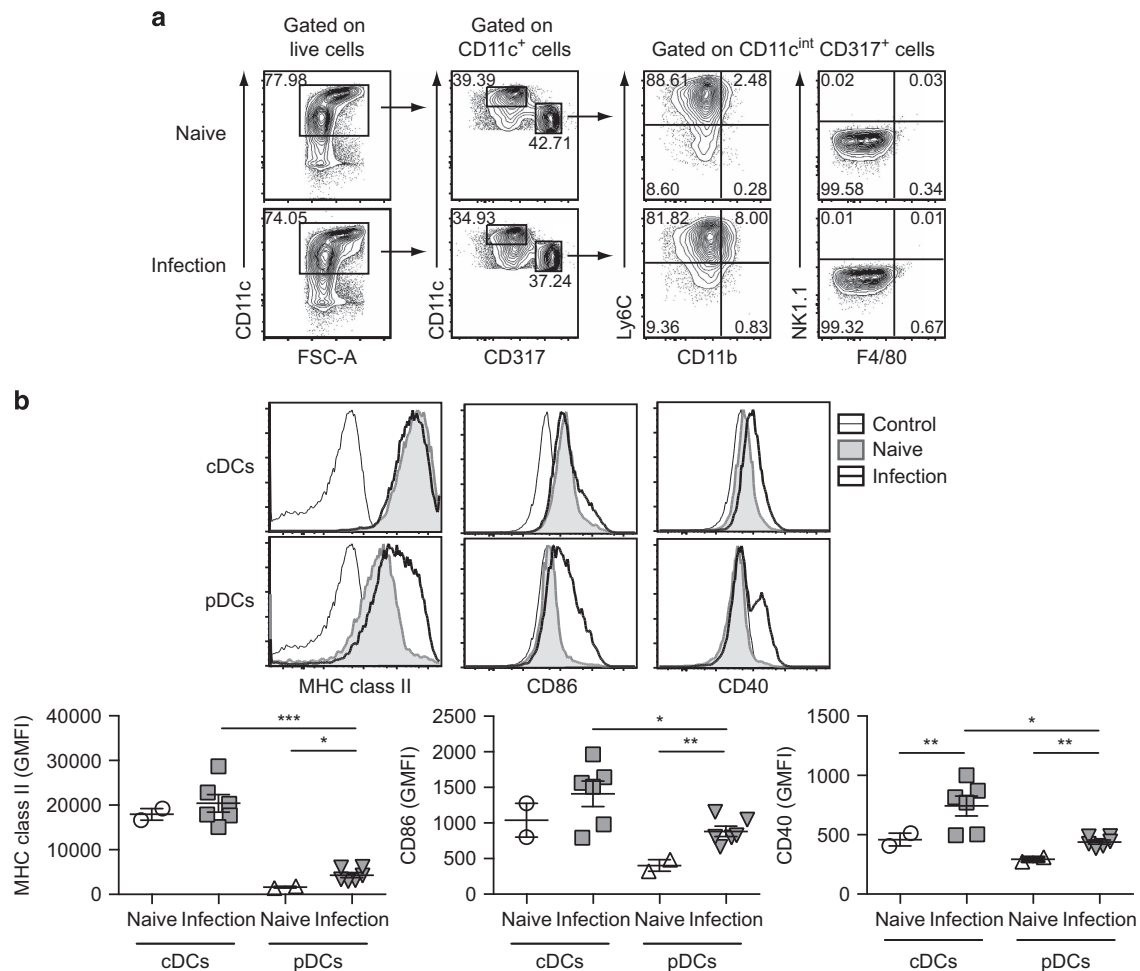 a
Gated on
live cells
Gated on
CD11c+ cells
Gated on CD11cint CD317+ cells
Naive
77.98
39.39
42.71
88.61 2.48
8.60 0.28
0.02 0.03
99.58 0.34
Infection
74.05
34.93
37.24
81.82 8.00
9.36 0.83
0.01 0.01
99.32 0.67
CD11c
CD11c
Ly6C
NK1.1
FSC-A
CD317
CD11b
F4/80
b
cDCs
pDCs
Control
Naive
Infection
MHC class II
CD86
CD40
MHC class II (GMFI)
40000
30000
20000
10000
0
***
*
Naive Infection Naive Infection
cDCs pDCs
CD86 (GMFI)
2500
2000
1500
1000
500
0
*
**
Naive Infection Naive Infection
cDCs pDCs
CD40 (GMFI)
1500
1000
500
0
**
*
**
Naive Infection Naive Infection
cDCs pDCs